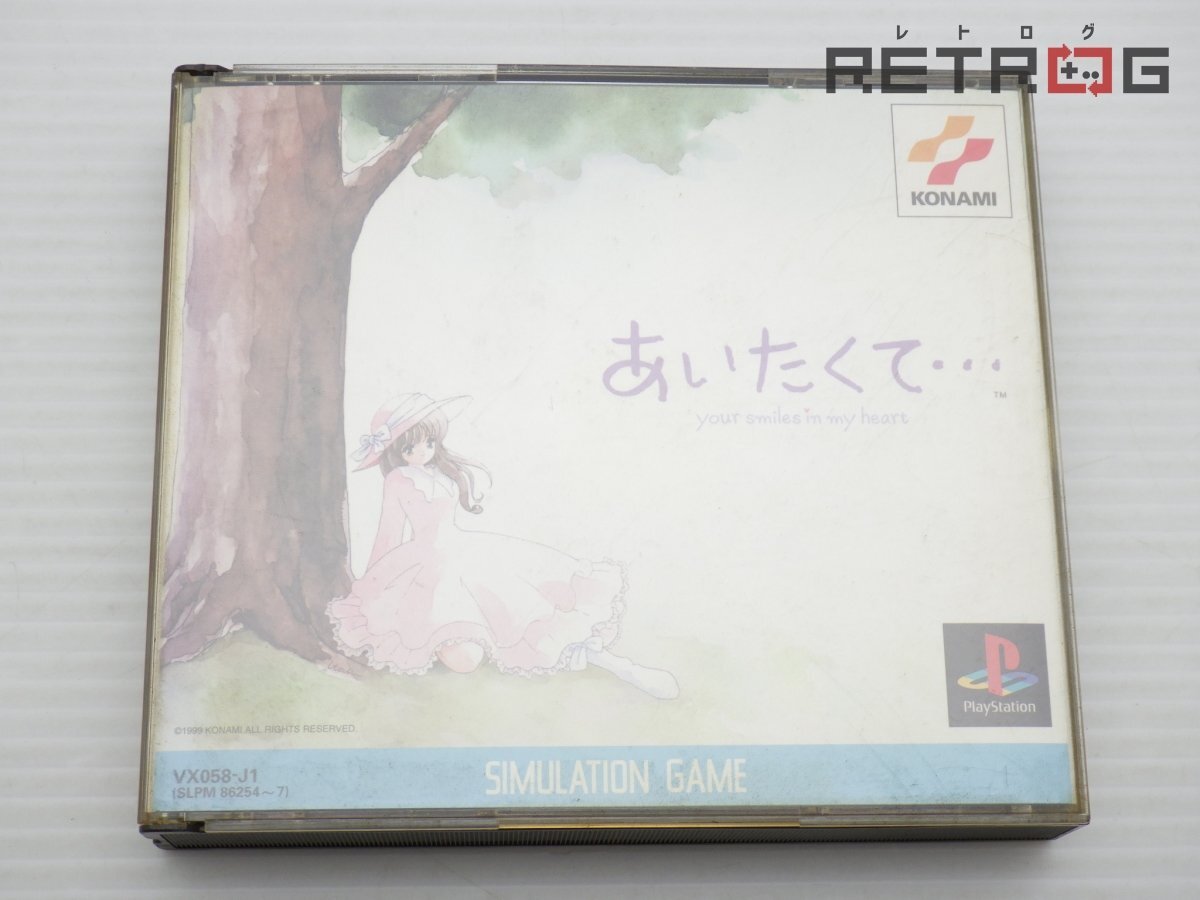 レトログ
RETROG
KONAMI
あいたくて…
TM
your smiles in my heart
PlayStation
©1999 KONAMI ALL RIGHTS RESERVED.
VX058-J1
(SLPM 86254～7)
SIMULATION GAME